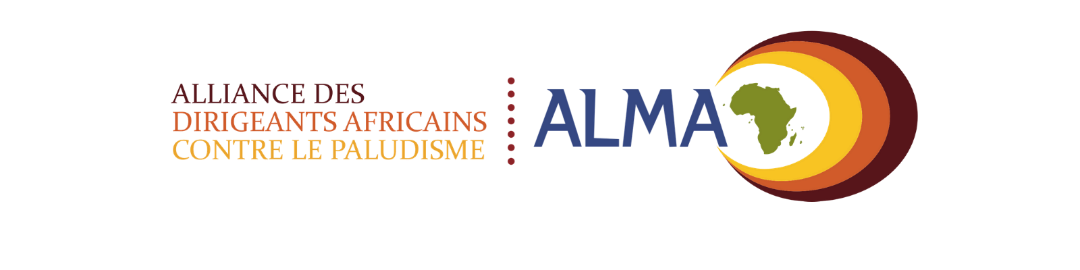 ALLIANCE DES
DIRIGEANTS AFRICAINS
CONTRE LE PALUDISME
ALMA